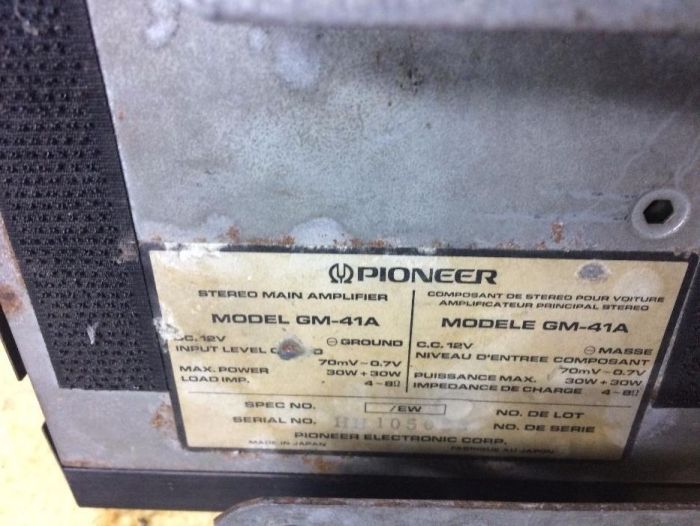 PIONEER
STEREO MAIN AMPLIFIER
MODEL GM-41A
D.C. 12V ⊖ GROUND
INPUT LEVEL 70mV~0.7V
MAX. POWER 30W+30W
LOAD IMP. 4~8Ω
COMPOSANT DE STEREO POUR VOITURE
AMPLIFICATEUR PRINCIPAL STEREO
MODELE GM-41A
C.C. 12V ⊖ MASSE
NIVEAU D'ENTREE COMPOSANT
70mV~0.7V
PUISSANCE MAX. 30W+30W
IMPEDANCE DE CHARGE 4~8Ω
SPEC NO. /EW NO. DE LOT
SERIAL NO. NO. DE SERIE
PIONEER ELECTRONIC CORP.
MADE IN JAPAN FABRIQUE AU JAPON